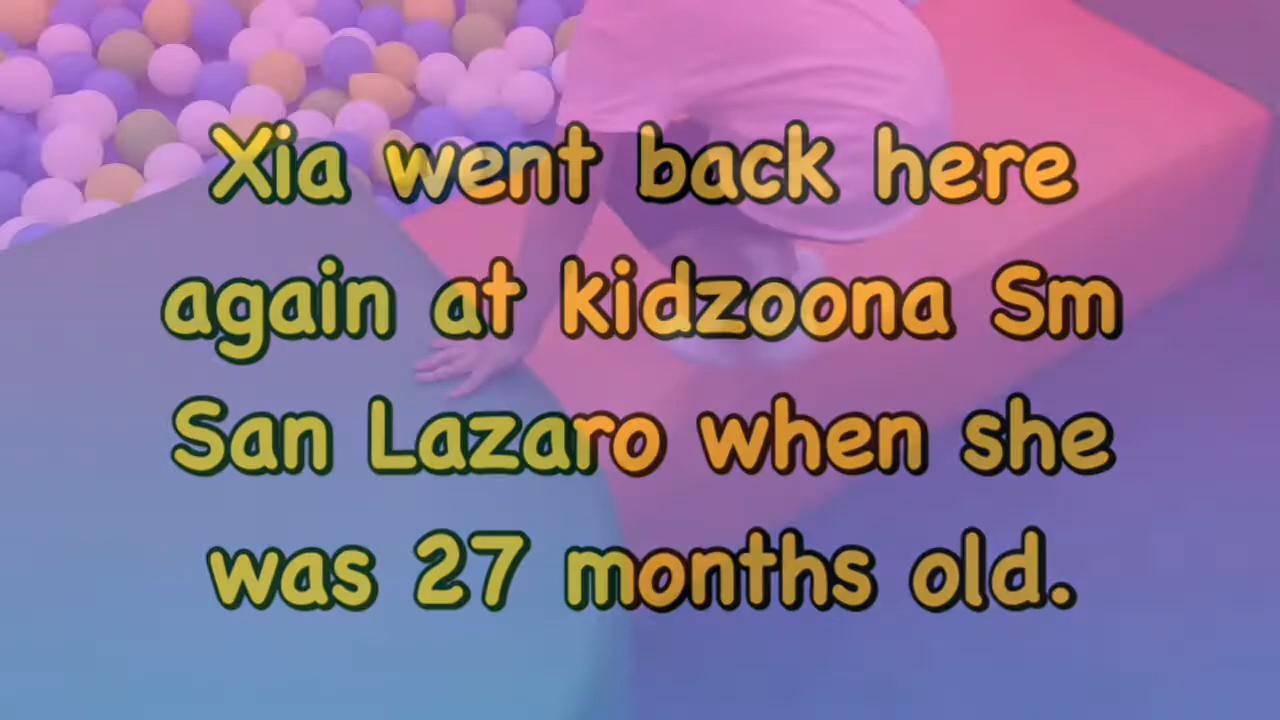 Xia went back here
again at kidzoona Sm
San Lazaro when she
was 27 months old.